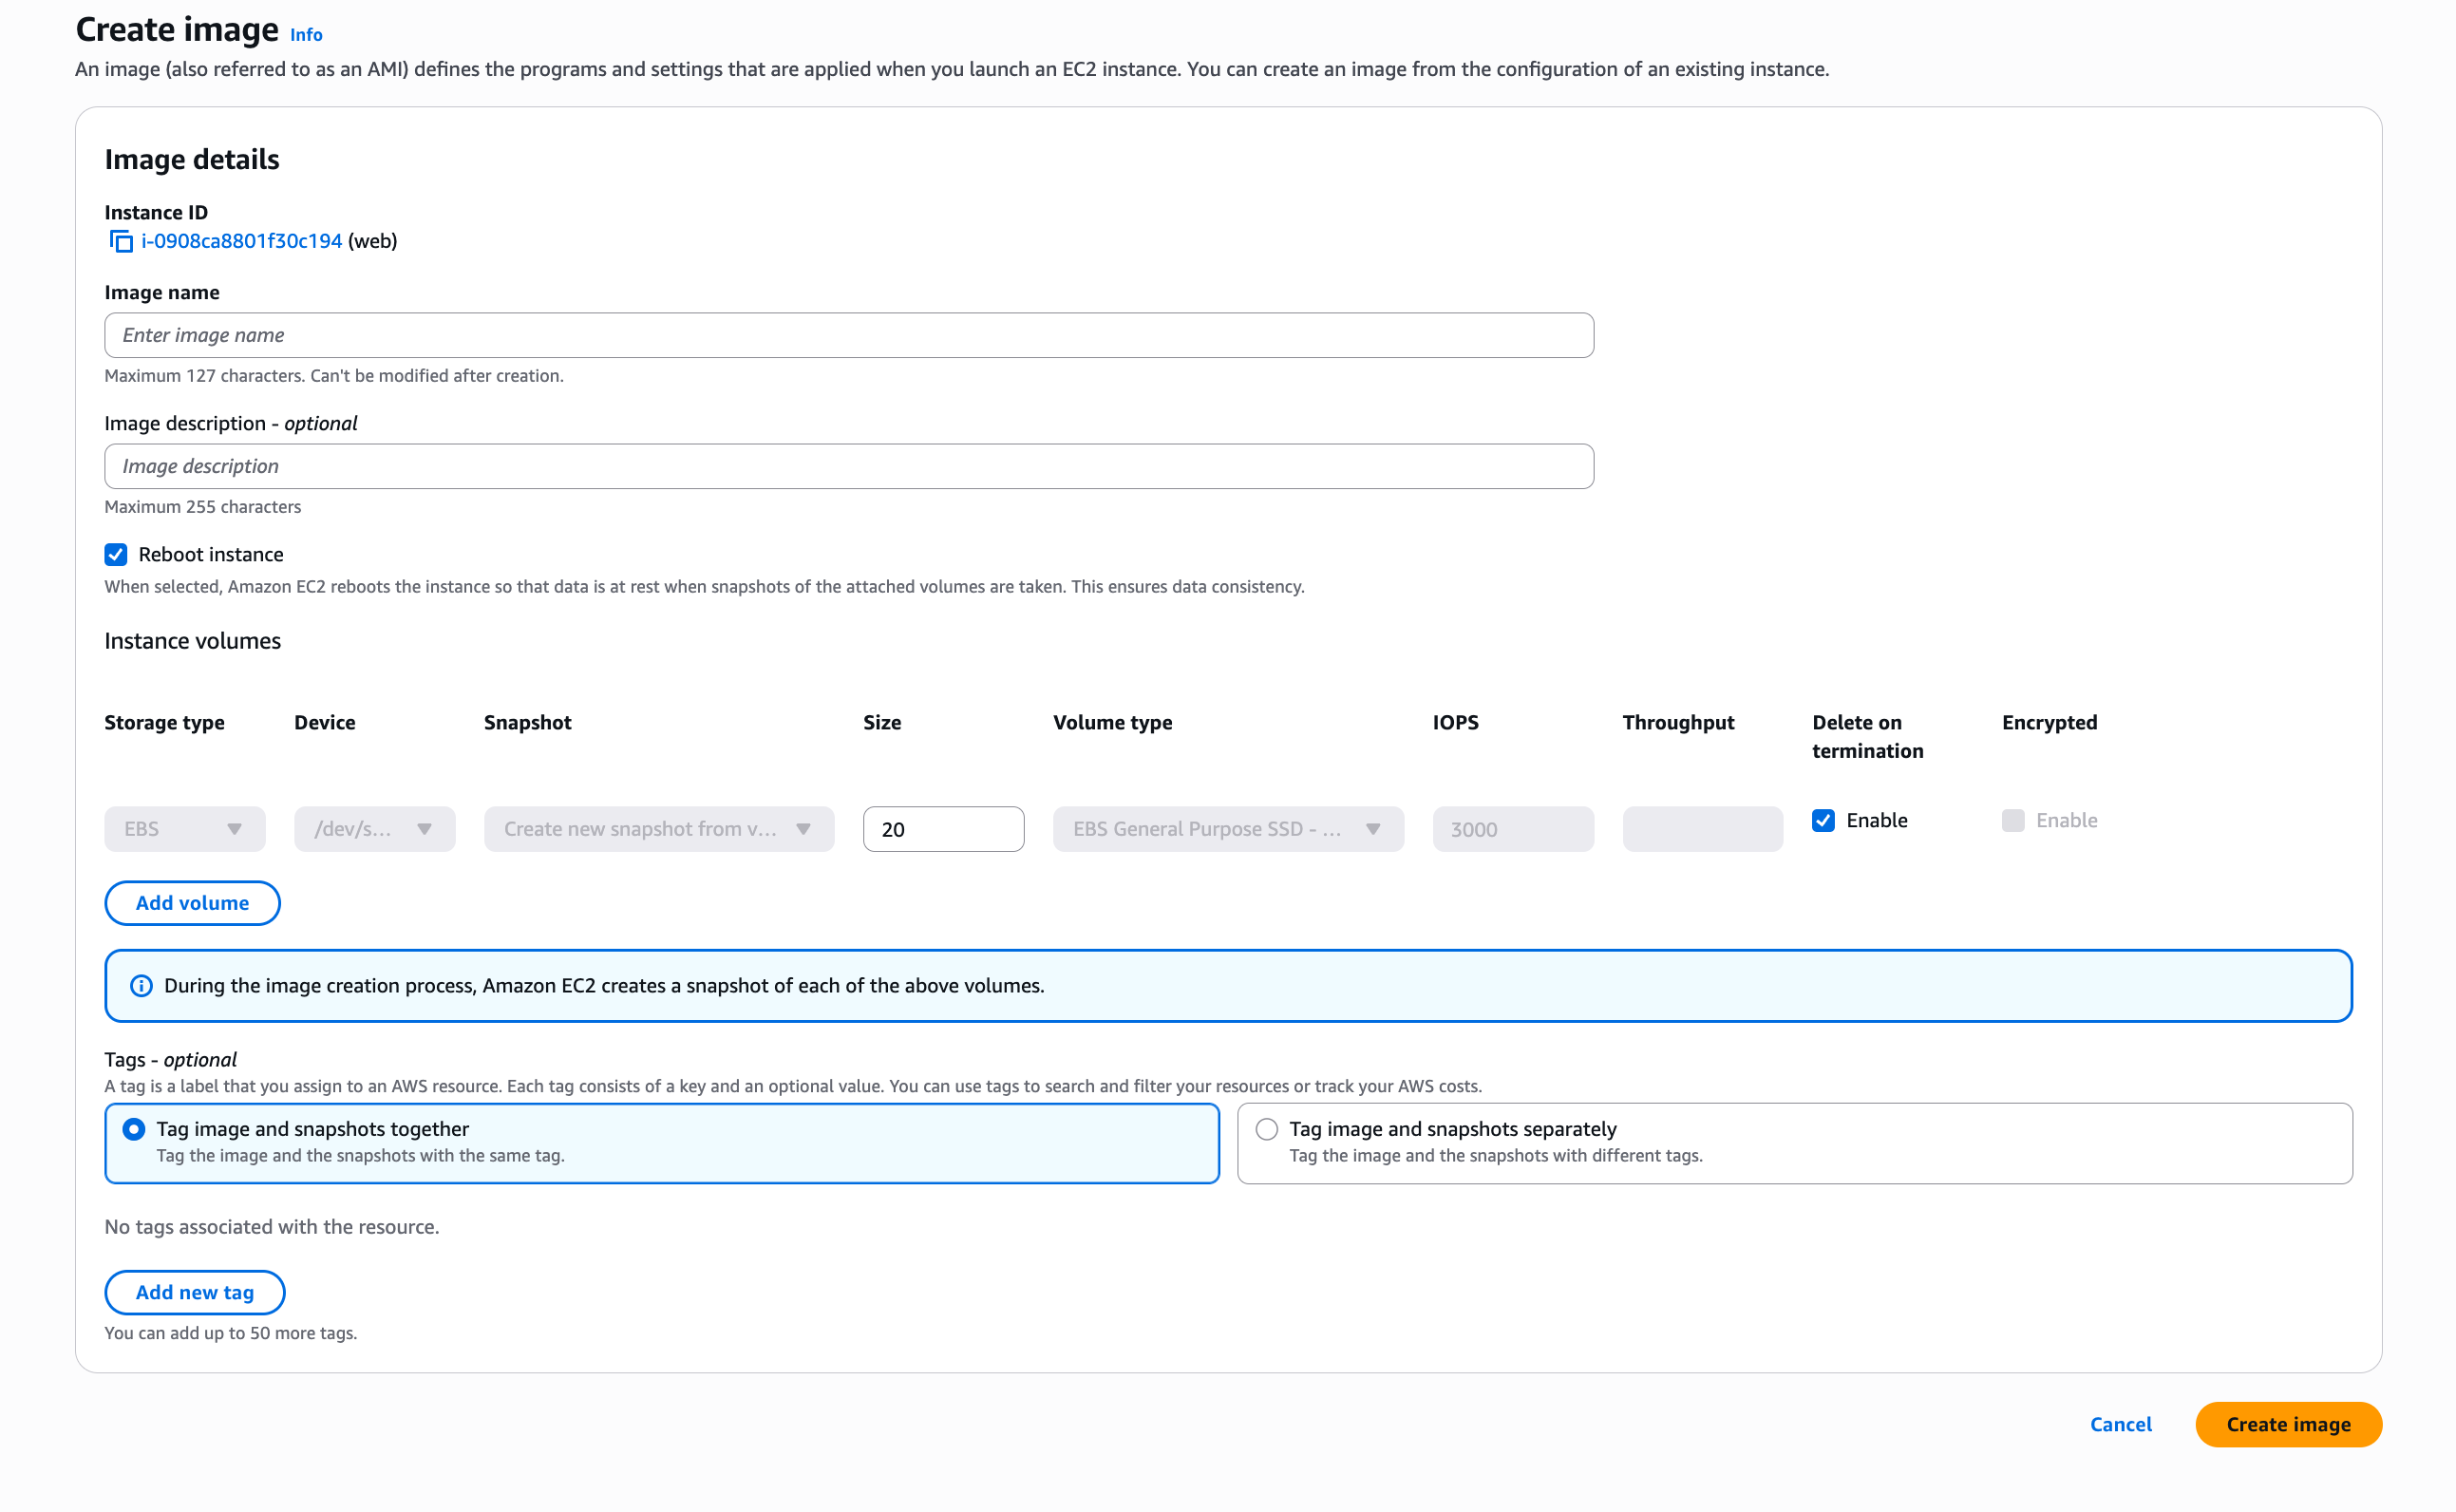 Create image Info
An image (also referred to as an AMI) defines the programs and settings that are applied when you launch an EC2 instance. You can create an image from the configuration of an existing instance.
Image details
Instance ID
i-0908ca8801f30c194 (web)
Image name
Enter image name
Maximum 127 characters. Can't be modified after creation.
Image description - optional
Image description
Maximum 255 characters
Reboot instance
When selected, Amazon EC2 reboots the instance so that data is at rest when snapshots of the attached volumes are taken. This ensures data consistency.
Instance volumes
Storage type Device Snapshot Size Volume type IOPS Throughput Delete on termination Encrypted
EBS /dev/s... Create new snapshot from v... 20 EBS General Purpose SSD - ... 3000 Enable Enable
Add volume
During the image creation process, Amazon EC2 creates a snapshot of each of the above volumes.
Tags - optional
A tag is a label that you assign to an AWS resource. Each tag consists of a key and an optional value. You can use tags to search and filter your resources or track your AWS costs.
Tag image and snapshots together
Tag the image and the snapshots with the same tag.
Tag image and snapshots separately
Tag the image and the snapshots with different tags.
No tags associated with the resource.
Add new tag
You can add up to 50 more tags.
Cancel Create image